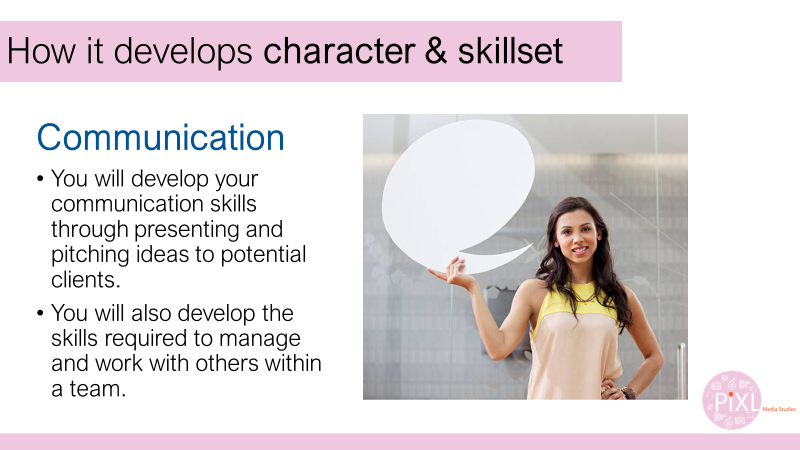 How it develops character & skillset
Communication
• You will develop your
communication skills
through presenting and
pitching ideas to potential
clients.
• You will also develop the
skills required to manage
and work with others within
a team.
PiXL
Media Studies